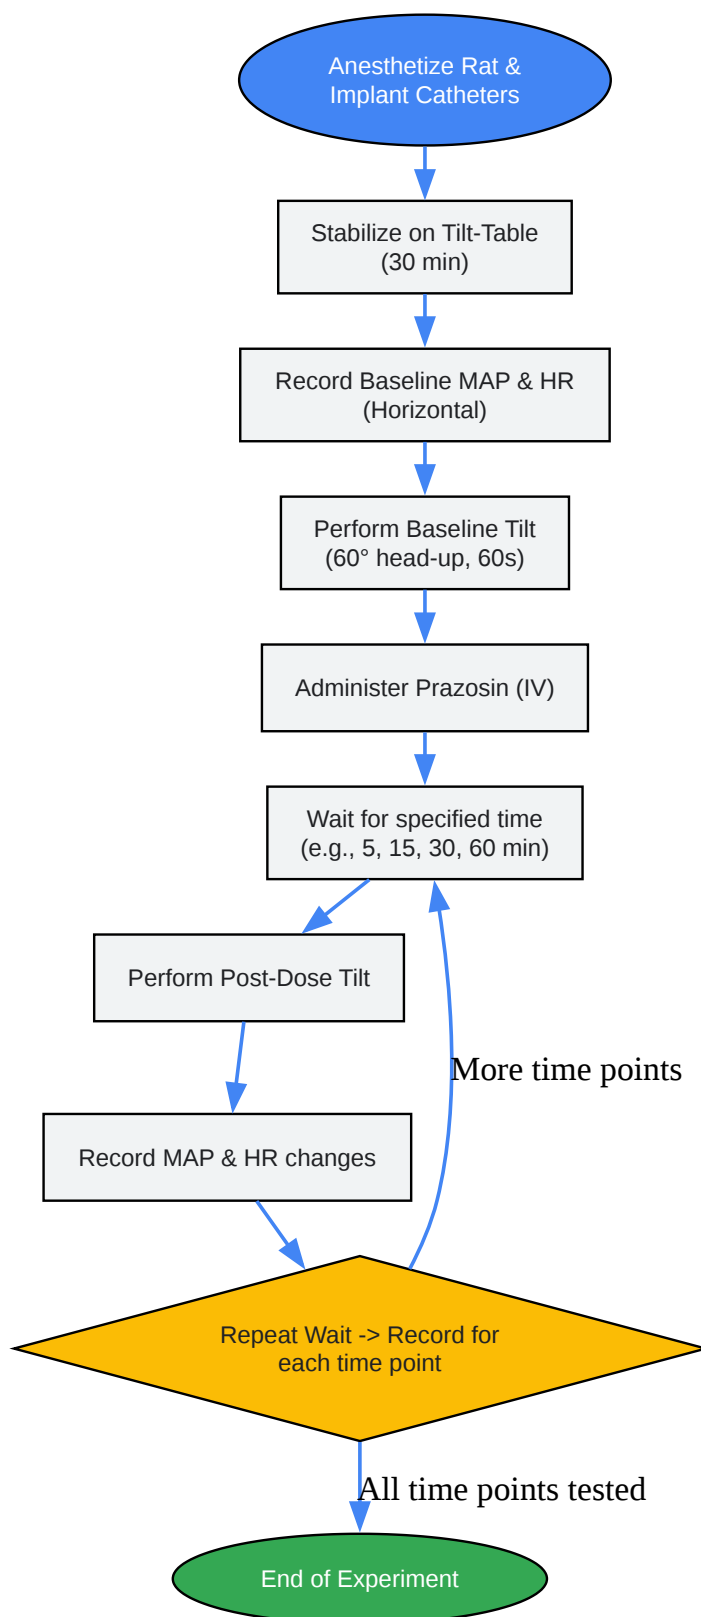 Anesthetize Rat &
Implant Catheters
Stabilize on Tilt-Table
(30 min)
Record Baseline MAP & HR
(Horizontal)
Perform Baseline Tilt
(60° head-up, 60s)
Administer Prazosin (IV)
Wait for specified time
(e.g., 5, 15, 30, 60 min)
Perform Post-Dose Tilt
More time points
Record MAP & HR changes
Repeat Wait -> Record for
each time point
All time points tested
End of Experiment